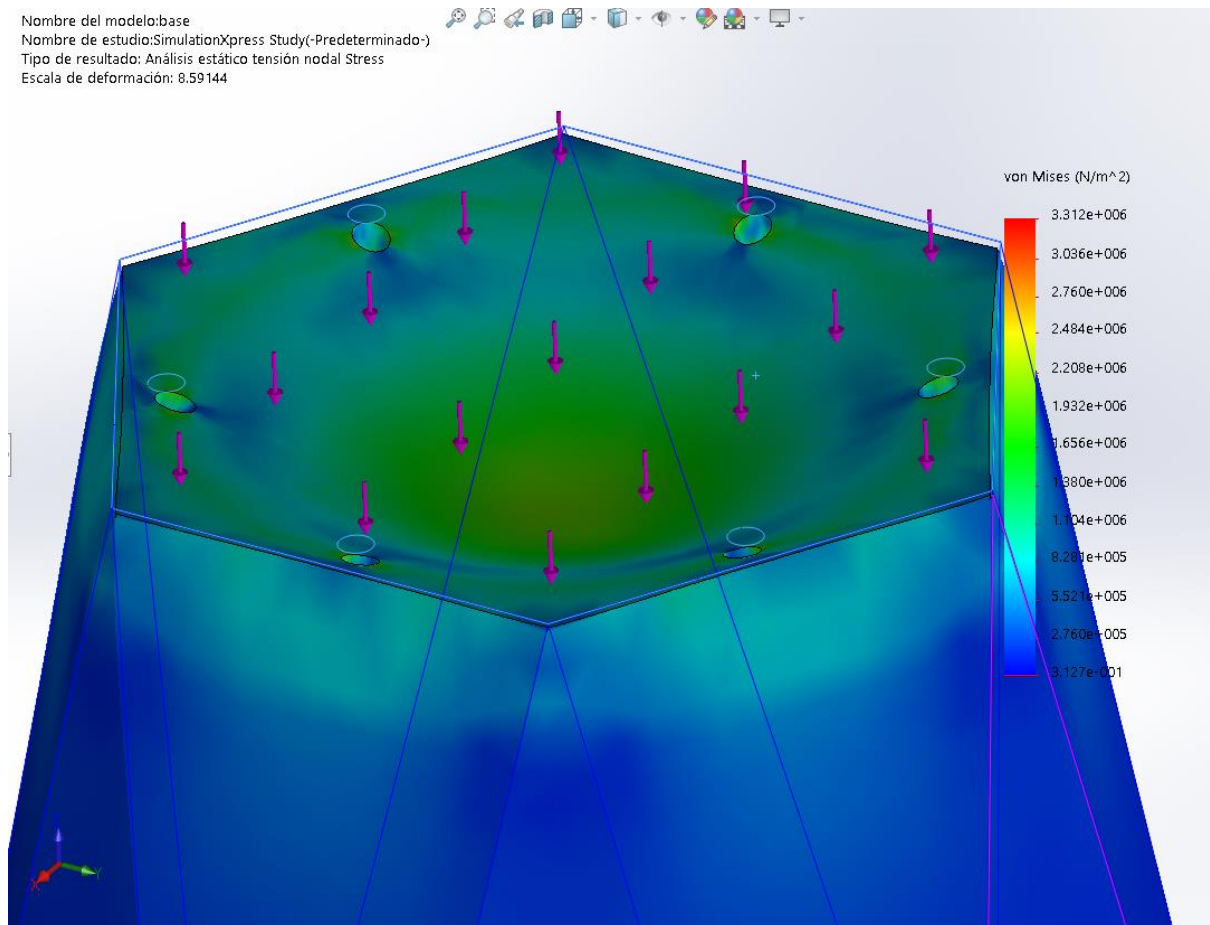 Nombre del modelo:base
Nombre de estudio:SimulationXpress Study(-Predeterminado-)
Tipo de resultado: Análisis estático tensión nodal Stress
Escala de deformación: 8.59144
von Mises (N/m^2)
3.312e+006
3.036e+006
2.760e+006
2.484e+006
2.208e+006
1.932e+006
1.656e+006
1.380e+006
1.104e+006
8.281e+005
5.521e+005
2.760e+005
3.127e-001
X
Y